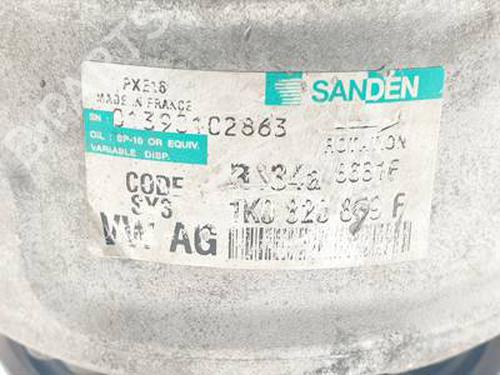 PXE16
MADE IN FRANCE
SANDEN
SN: 01390102863
OIL: SP-10 OR EQUIV.
VARIABLE. DISP.
ROTATION
CODE
SYS
VW AG
1K0 820 859 F